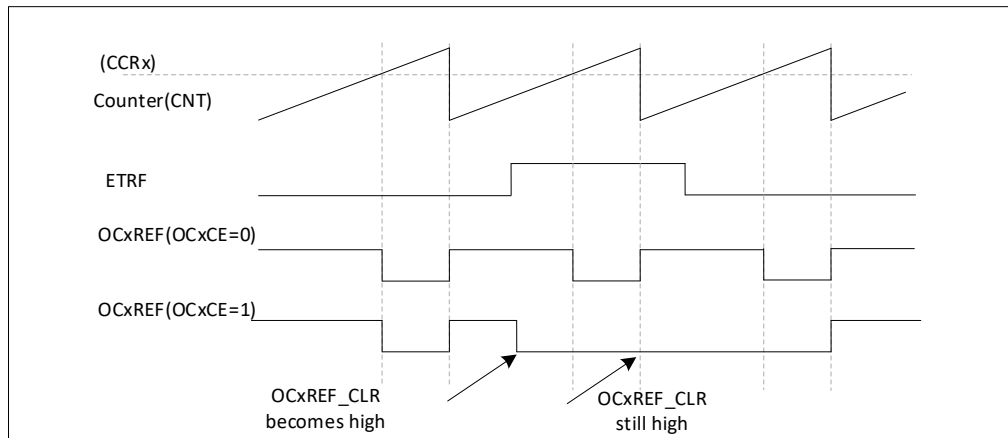 (CCRx)
Counter(CNT)
ETRF
OCxREF(OCxCE=0)
OCxREF(OCxCE=1)
OCxREF_CLR
becomes high
OCxREF_CLR
still high